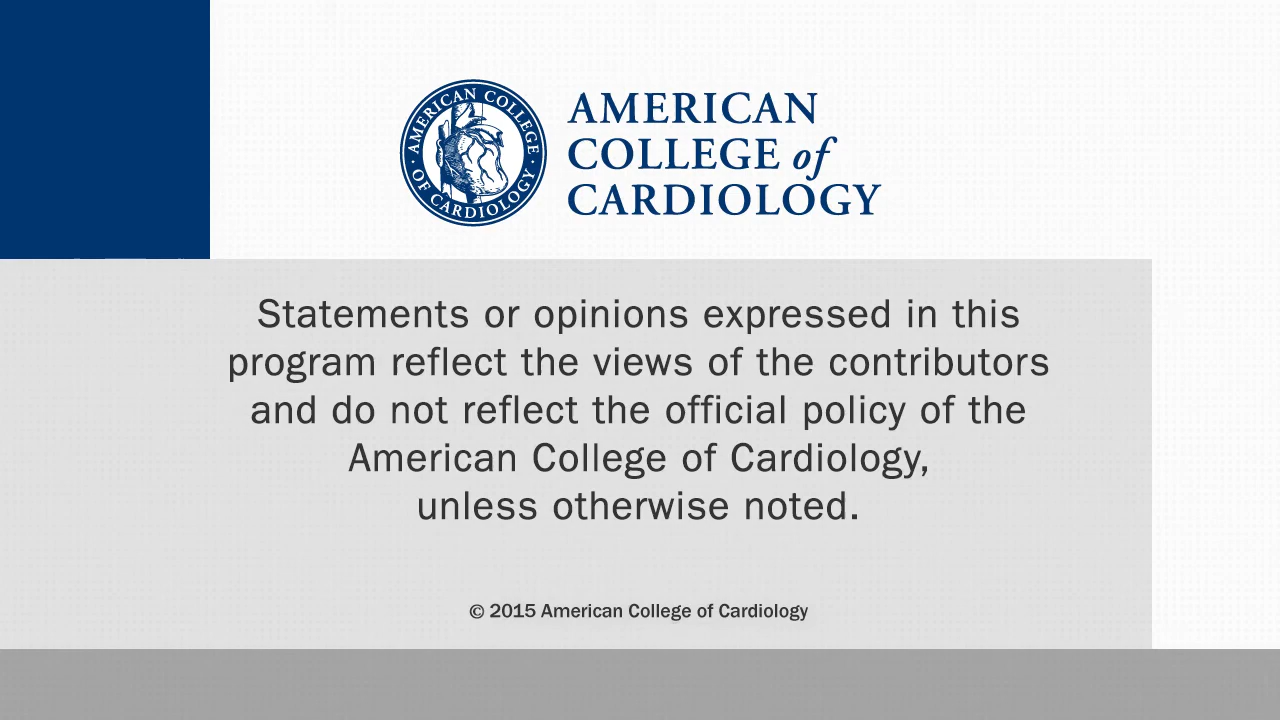 AMERICAN COLLEGE
OF CARDIOLOGY
AMERICAN
COLLEGE of
CARDIOLOGY
Statements or opinions expressed in this
program reflect the views of the contributors
and do not reflect the official policy of the
American College of Cardiology,
unless otherwise noted.
© 2015 American College of Cardiology